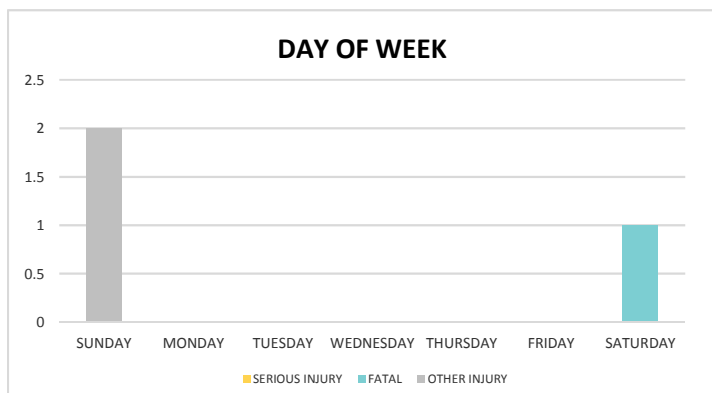 DAY OF WEEK
2.5
2
1.5
1
0.5
0
SUNDAY MONDAY TUESDAY WEDNESDAY THURSDAY FRIDAY SATURDAY
SERIOUS INJURY FATAL OTHER INJURY